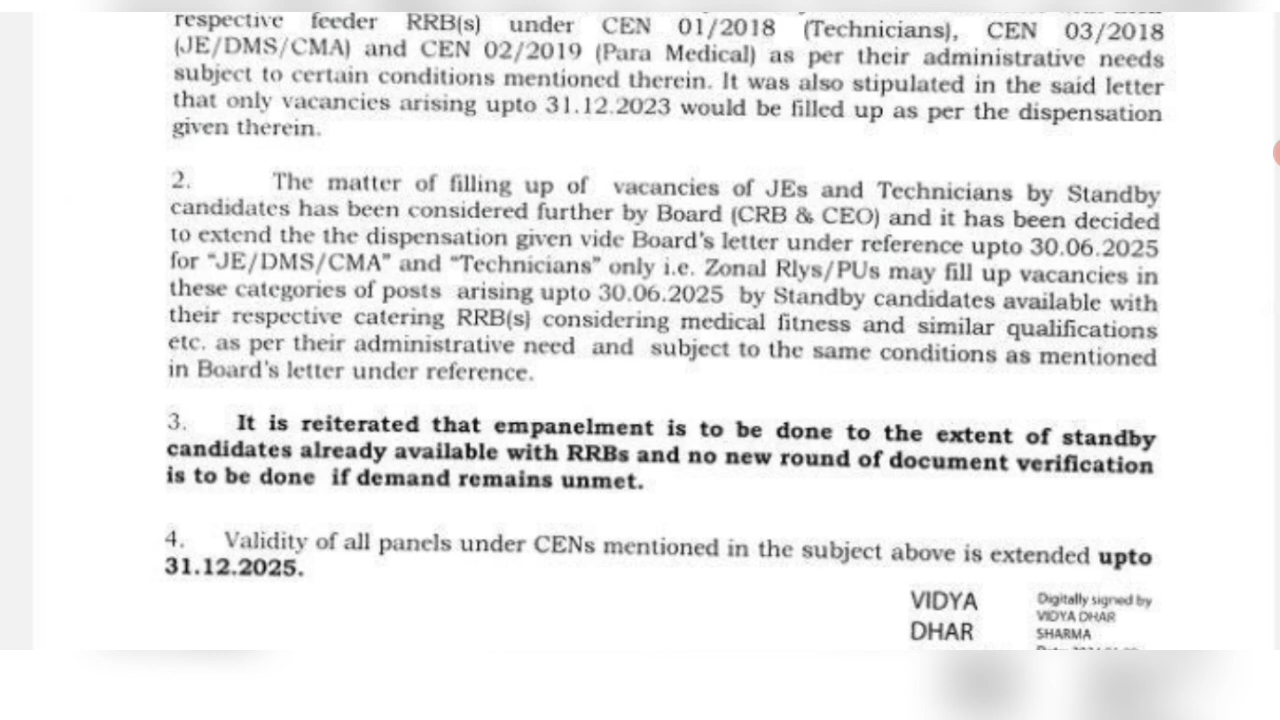 respective feeder RRB(s) under CEN 01/2018 (Technicians), CEN 03/2018
(JE/DMS/CMA) and CEN 02/2019 (Para Medical) as per their administrative needs
subject to certain conditions mentioned therein. It was also stipulated in the said letter
that only vacancies arising upto 31.12.2023 would be filled up as per the dispensation
given therein.
2. The matter of filling up of vacancies of JEs and Technicians by Standby
candidates has been considered further by Board (CRB & CEO) and it has been decided
to extend the the dispensation given vide Board's letter under reference upto 30.06.2025
for "JE/DMS/CMA" and "Technicians" only i.e. Zonal Rlys/PUs may fill up vacancies in
these categories of posts arising upto 30.06.2025 by Standby candidates available with
their respective catering RRB(s) considering medical fitness and similar qualifications
etc. as per their administrative need and subject to the same conditions as mentioned
in Board's letter under reference.
3. It is reiterated that empanelment is to be done to the extent of standby
candidates already available with RRBs and no new round of document verification
is to be done if demand remains unmet.
4. Validity of all panels under CENs mentioned in the subject above is extended upto
31.12.2025.
VIDYA
DHAR
Digitally signed by
VIDYA DHAR
SHARMA